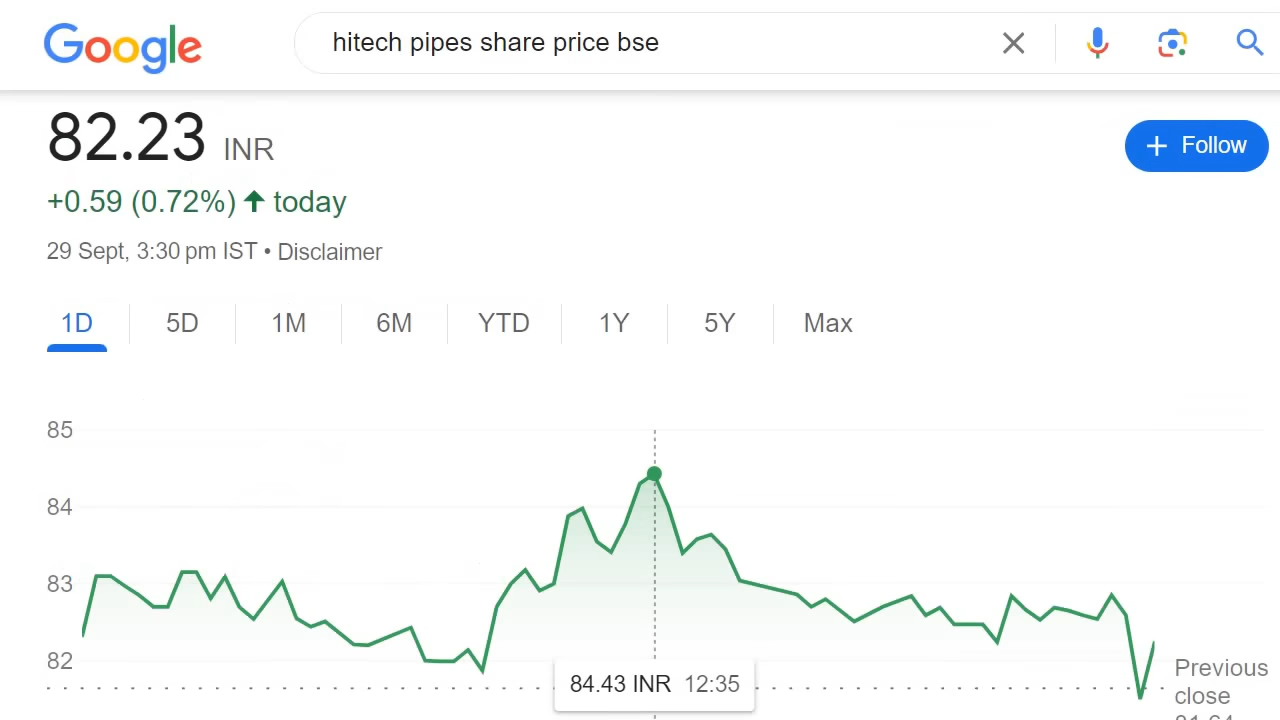 Google
hitech pipes share price bse
82.23 INR
+ Follow
+0.59 (0.72%) today
29 Sept, 3:30 pm IST • Disclaimer
1D 5D 1M 6M YTD 1Y 5Y Max
85
84
83
82
84.43 INR 12:35
Previous
close
81.64